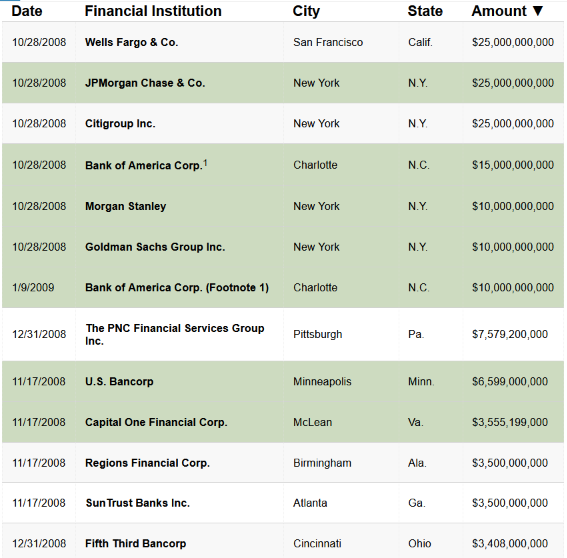 Date Financial Institution City State Amount ▼
10/28/2008 Wells Fargo & Co. San Francisco Calif. $25,000,000,000
10/28/2008 JPMorgan Chase & Co. New York N.Y. $25,000,000,000
10/28/2008 Citigroup Inc. New York N.Y. $25,000,000,000
10/28/2008 Bank of America Corp.¹ Charlotte N.C. $15,000,000,000
10/28/2008 Morgan Stanley New York N.Y. $10,000,000,000
10/28/2008 Goldman Sachs Group Inc. New York N.Y. $10,000,000,000
1/9/2009 Bank of America Corp. (Footnote 1) Charlotte N.C. $10,000,000,000
12/31/2008 The PNC Financial Services Group Inc. Pittsburgh Pa. $7,579,200,000
11/17/2008 U.S. Bancorp Minneapolis Minn. $6,599,000,000
11/17/2008 Capital One Financial Corp. McLean Va. $3,555,199,000
11/17/2008 Regions Financial Corp. Birmingham Ala. $3,500,000,000
11/17/2008 SunTrust Banks Inc. Atlanta Ga. $3,500,000,000
12/31/2008 Fifth Third Bancorp Cincinnati Ohio $3,408,000,000